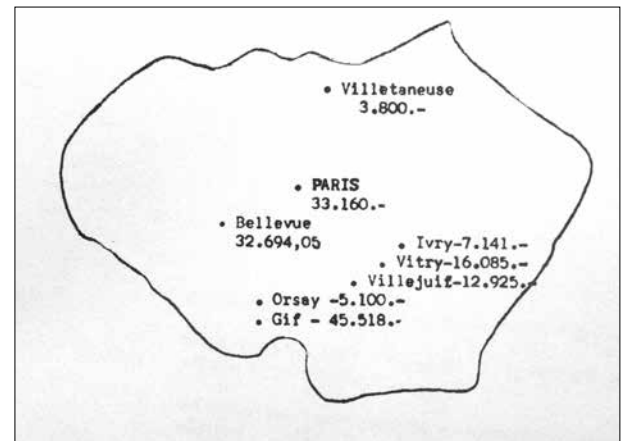 Villetaneuse
3.800.-
PARIS
33.160.-
Bellevue
32.694,05
Ivry-7.141.-
Vitry-16.085.-
Villejuif-12.925.-
Orsay -5.100.-
Gif - 45.518.-